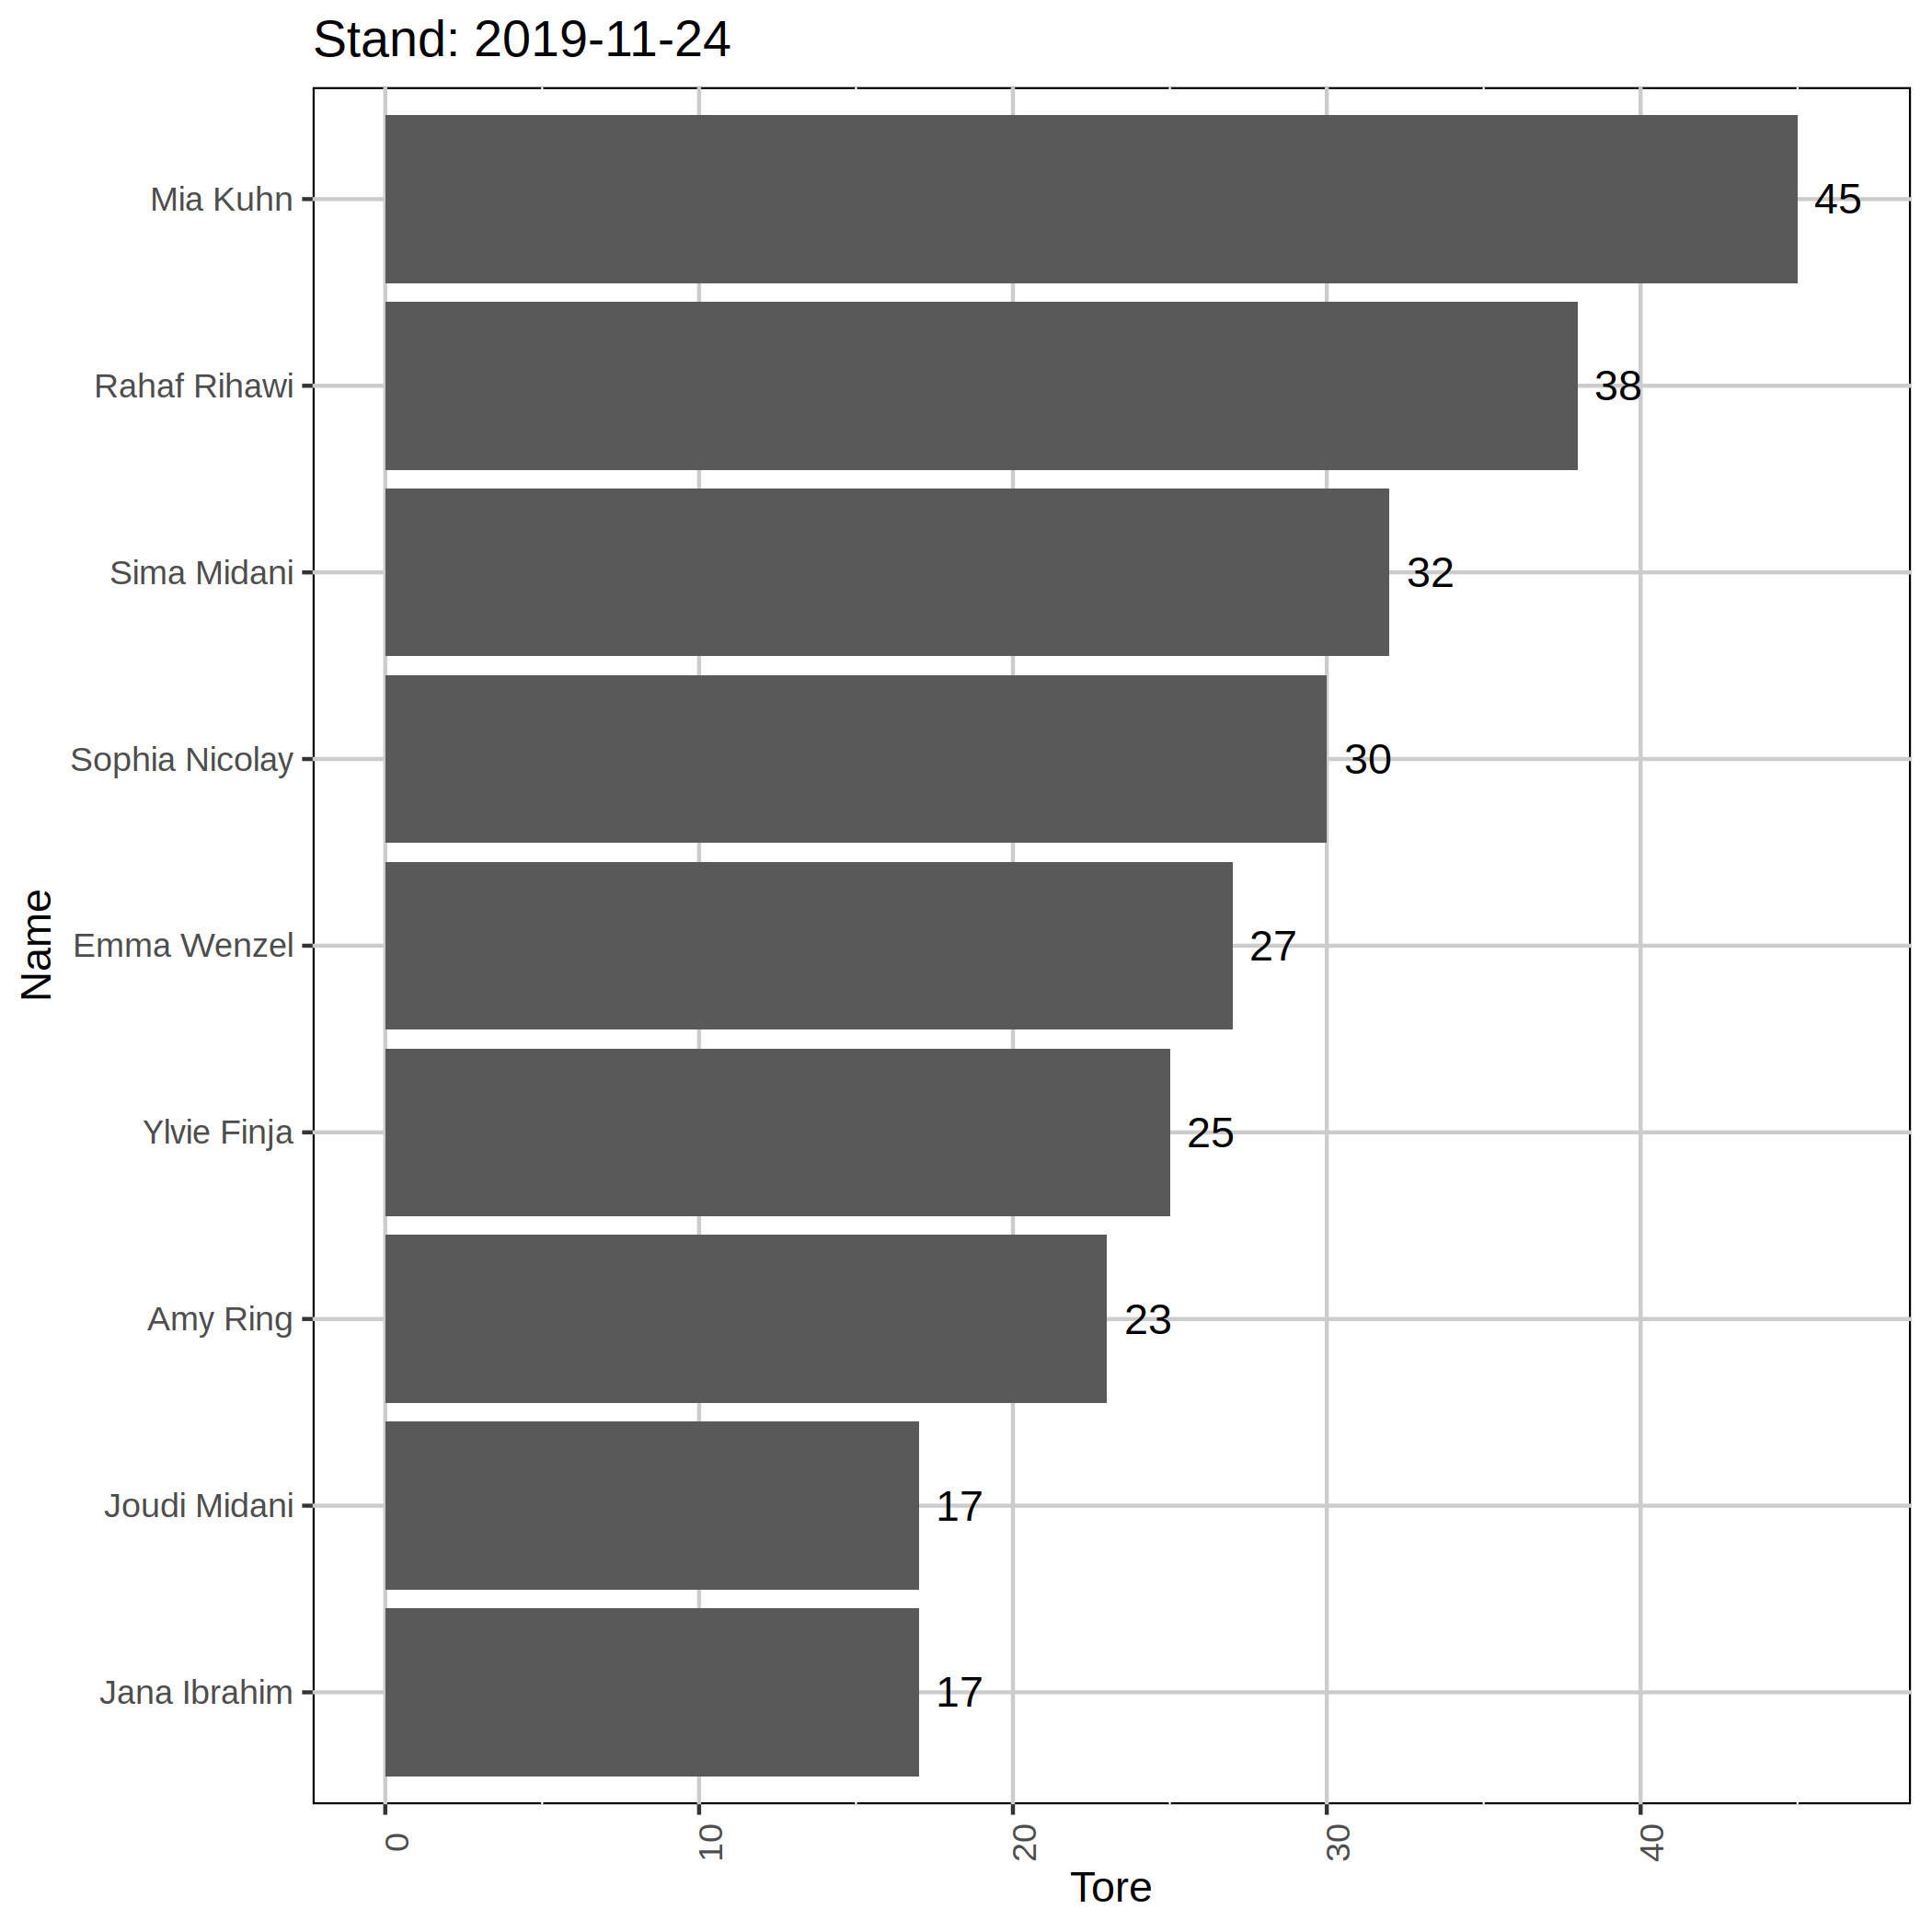 Stand: 2019-11-24
Mia Kuhn 45
Rahaf Rihawi 38
Sima Midani 32
Sophia Nicolay 30
Emma Wenzel 27
Ylvie Finja 25
Amy Ring 23
Joudi Midani 17
Jana Ibrahim 17
Name
0 10 20 30 40
Tore